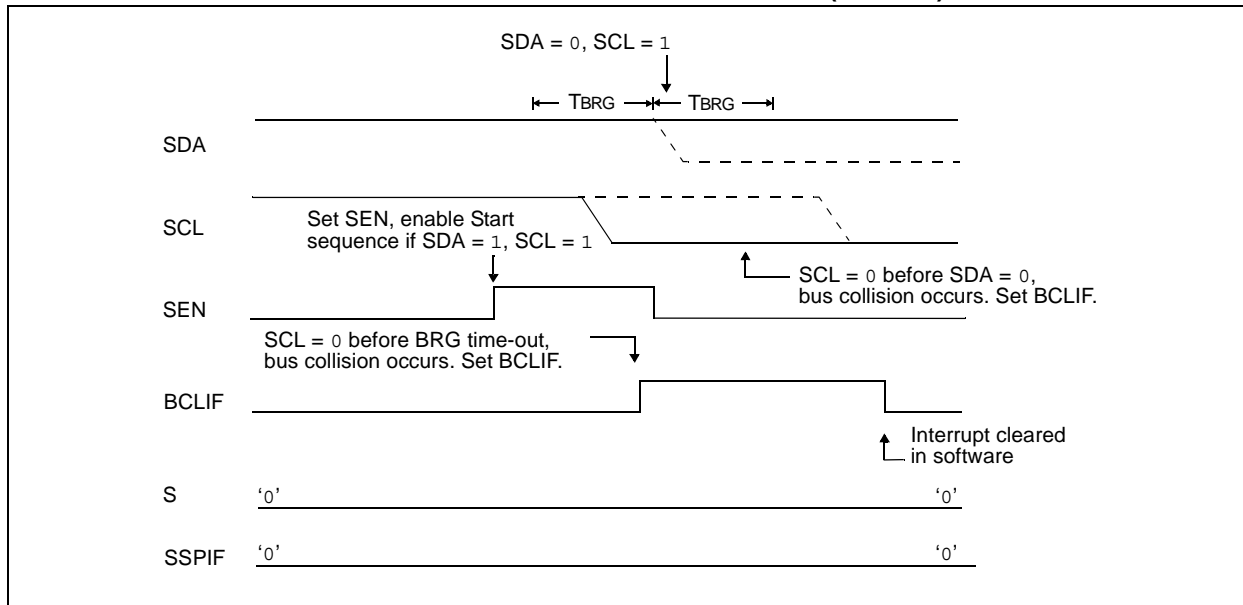 SDA = 0, SCL = 1
TBRG TBRG
SDA
SCL
Set SEN, enable Start
sequence if SDA = 1, SCL = 1
SCL = 0 before SDA = 0,
bus collision occurs. Set BCLIF.
SEN
SCL = 0 before BRG time-out,
bus collision occurs. Set BCLIF.
BCLIF
Interrupt cleared
in software
S ‘0’ ‘0’
SSPIF ‘0’ ‘0’